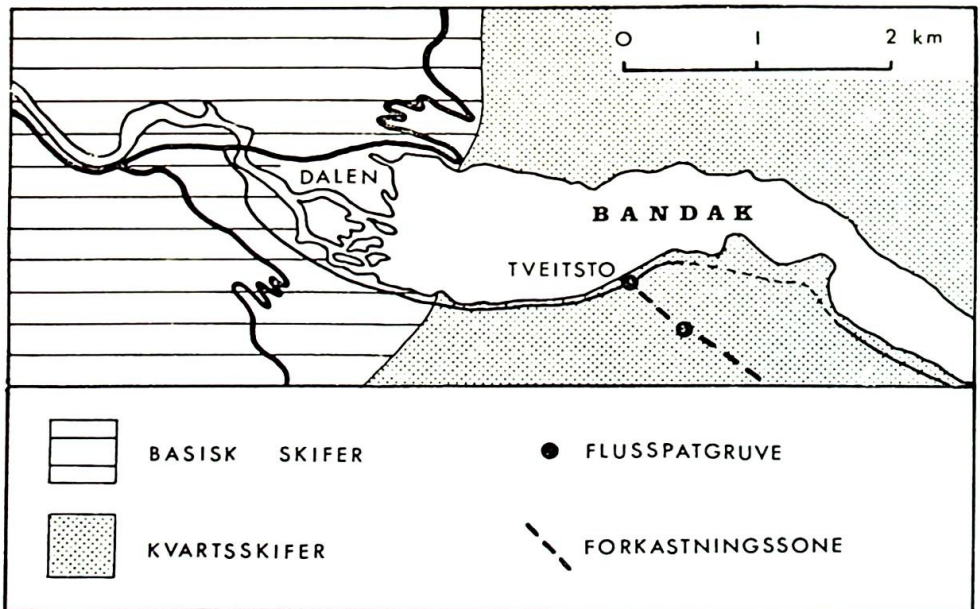 0 1 2 km
DALEN
BANDAK
TVEITSTO
BASISK SKIFER
FLUSSPATGRUVE
KVARTSSKIFER
FORKASTNINGSSONE